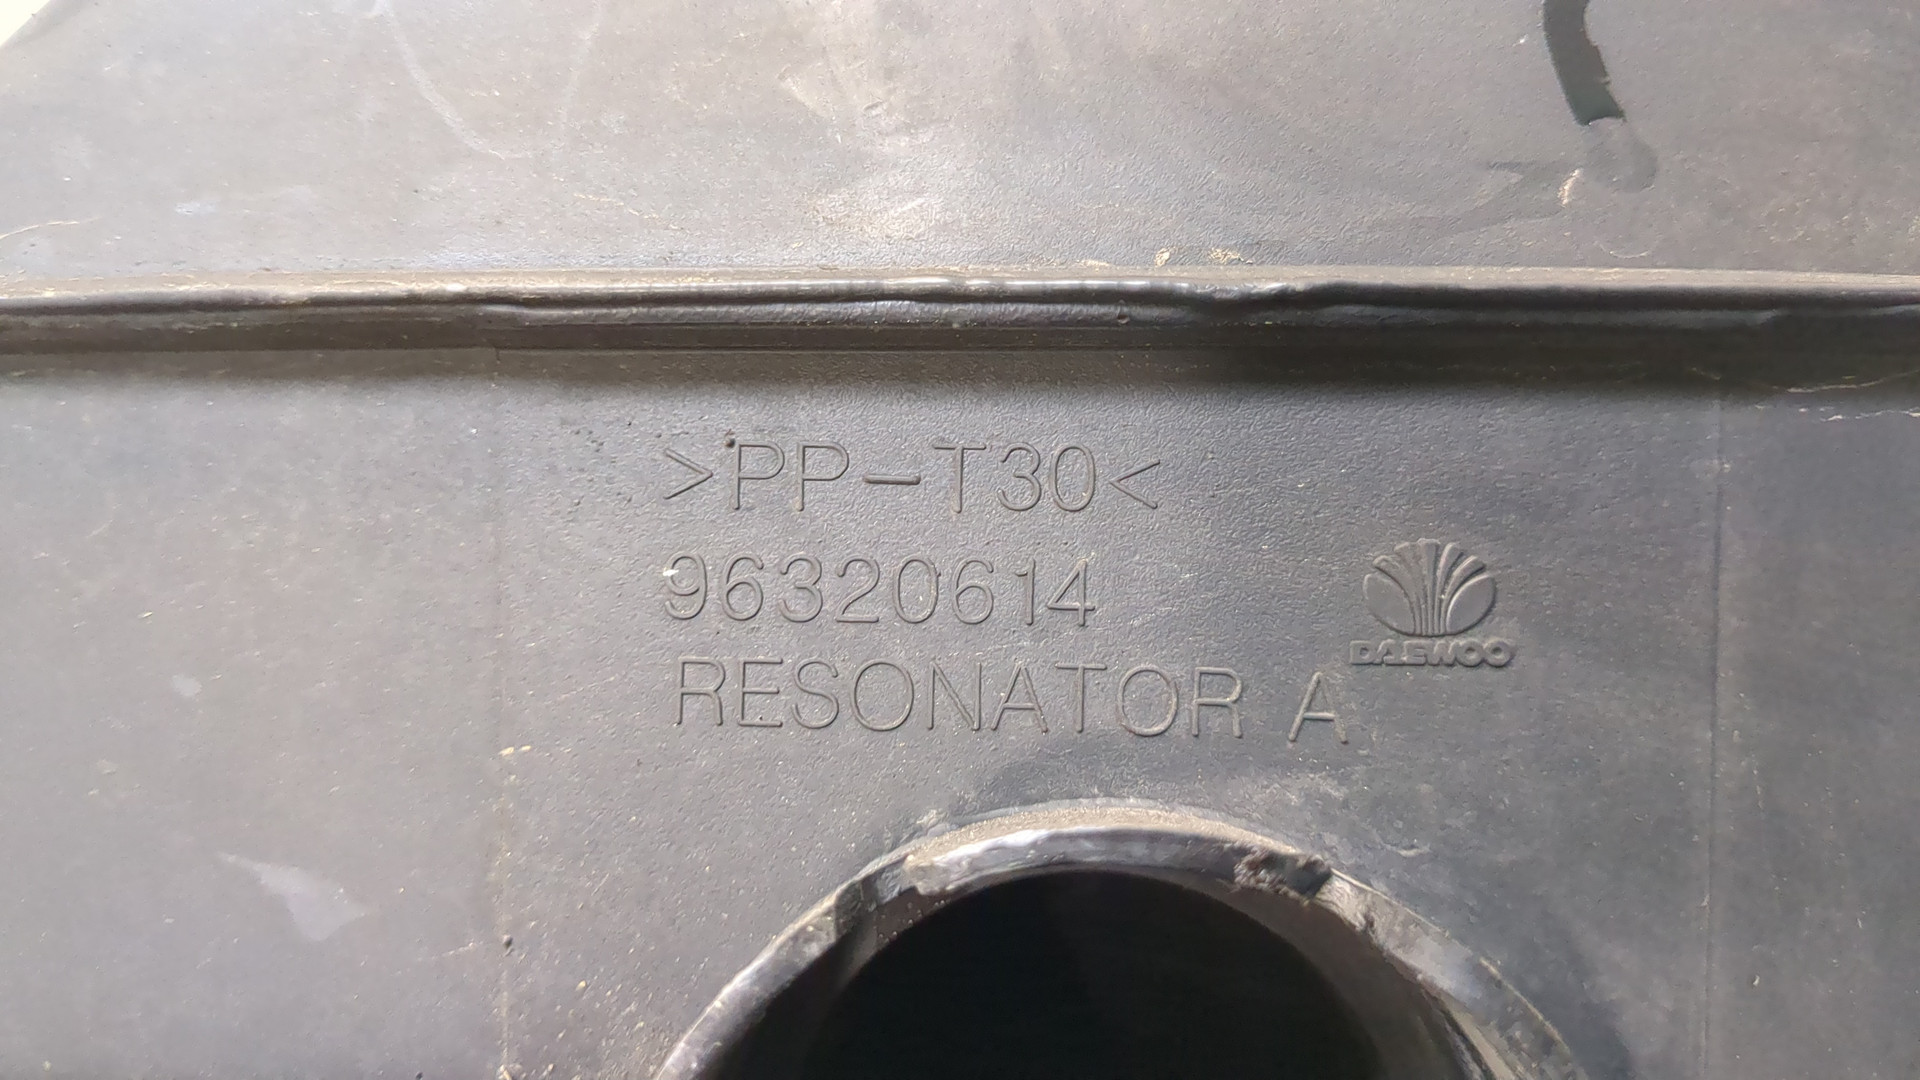 >PP-T30<
96320614
RESONATOR A
DAEWOO